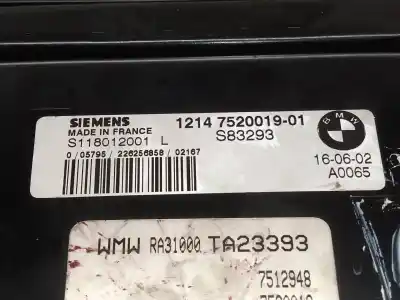 SIEMENS
MADE IN FRANCE
S118012001 L
0 / 05795 / 226256858 / 02167
1214 7520019-01
S83293
BMW
16-06-02
A0065
WMW RA31000 TA23393
7512948